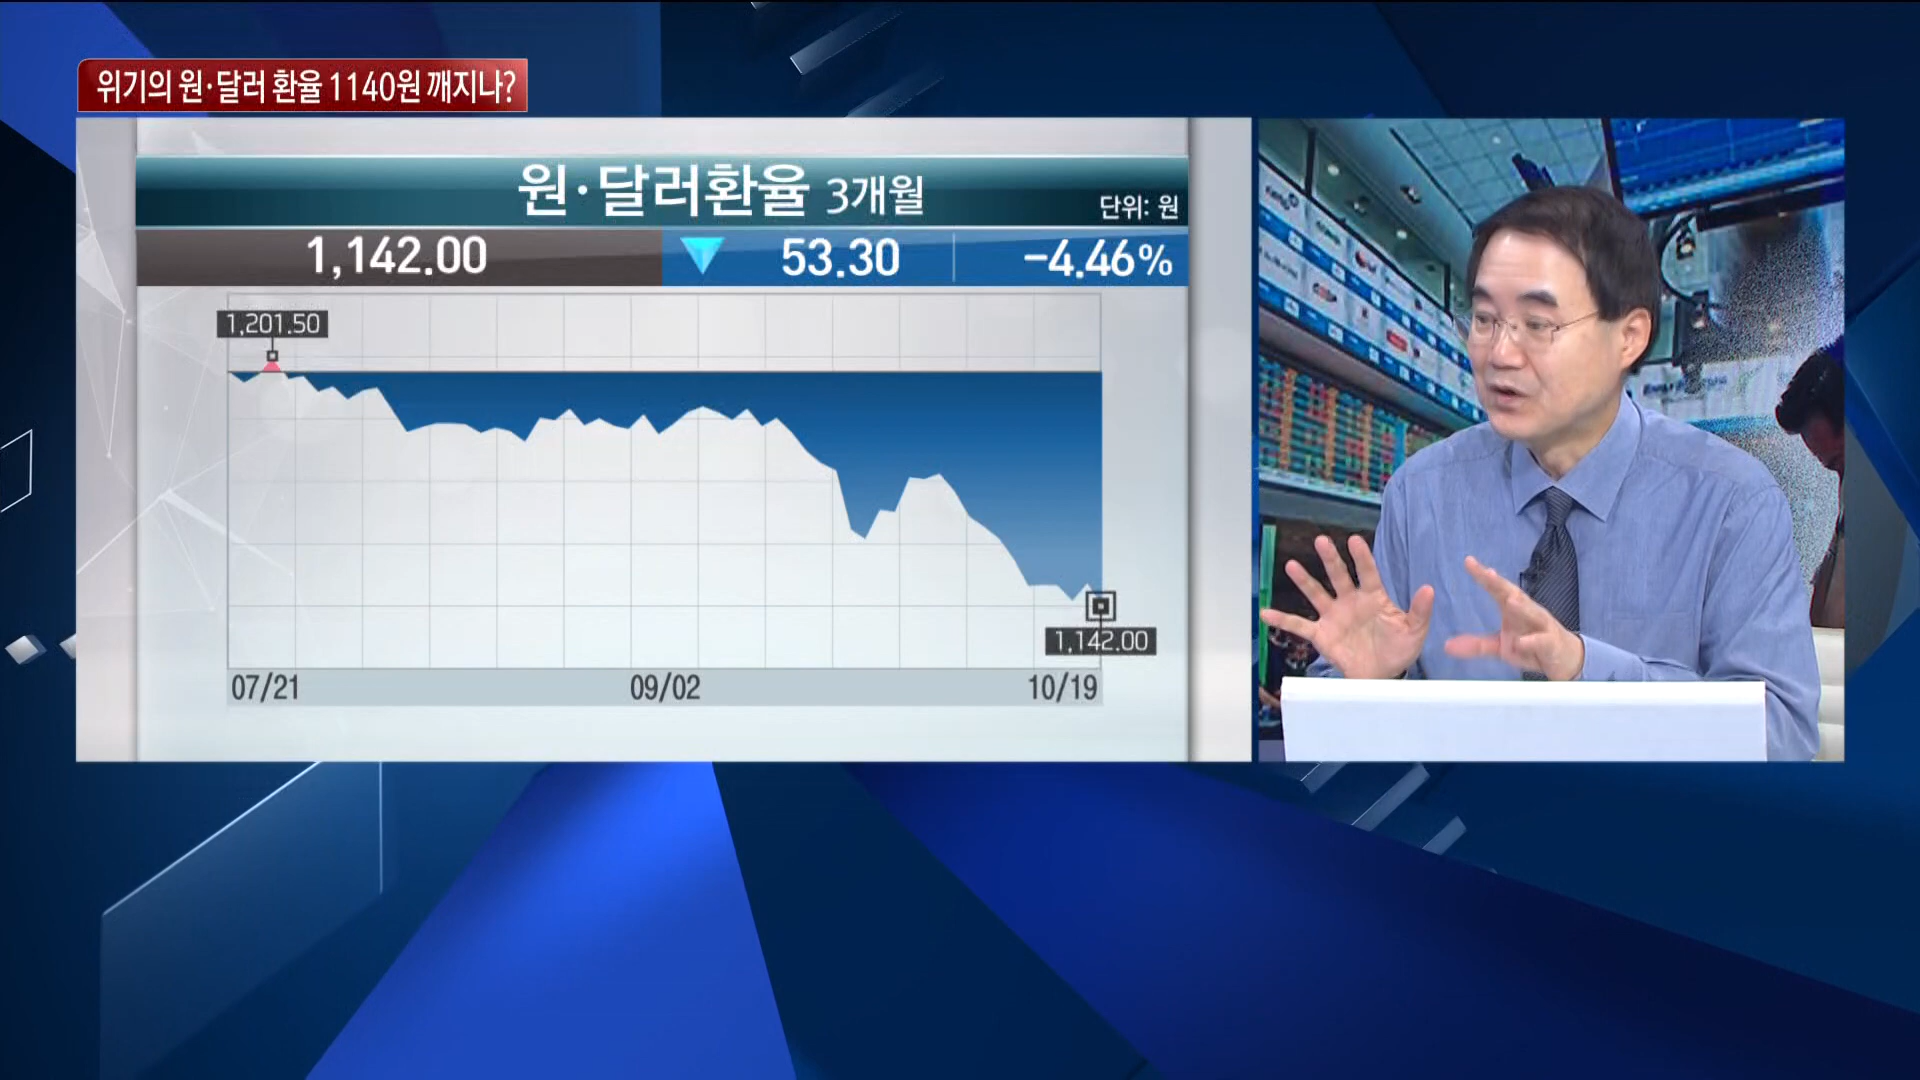 위기의 원·달러 환율 1140원 깨지나?
원·달러환율 3개월
단위: 원
1,142.00 ▼ 53.30 -4.46%
1,201.50
1,142.00
07/21 09/02 10/19